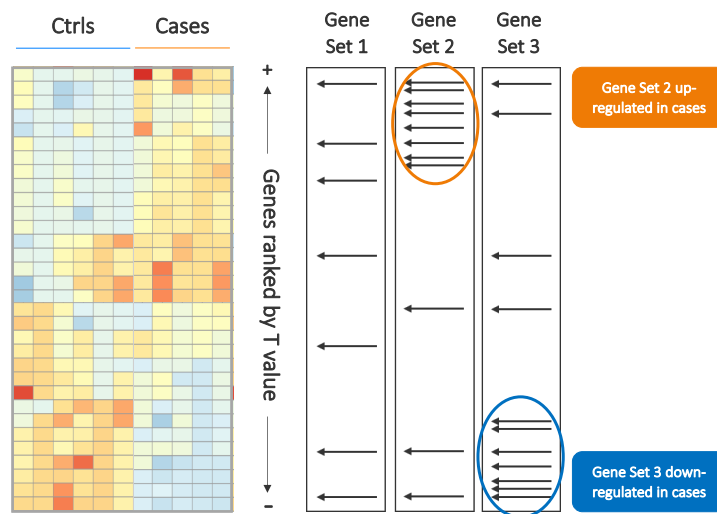 Ctrls
Cases
Gene
Set 1
Gene
Set 2
Gene
Set 3
+
Genes ranked by T value
-
Gene Set 2 up-
regulated in cases
Gene Set 3 down-
regulated in cases